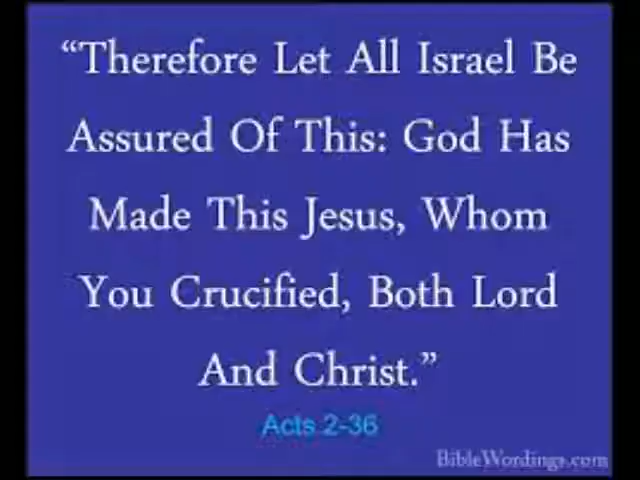 “Therefore Let All Israel Be
Assured Of This: God Has
Made This Jesus, Whom
You Crucified, Both Lord
And Christ.”
Acts 2-36
BibleWordings.com